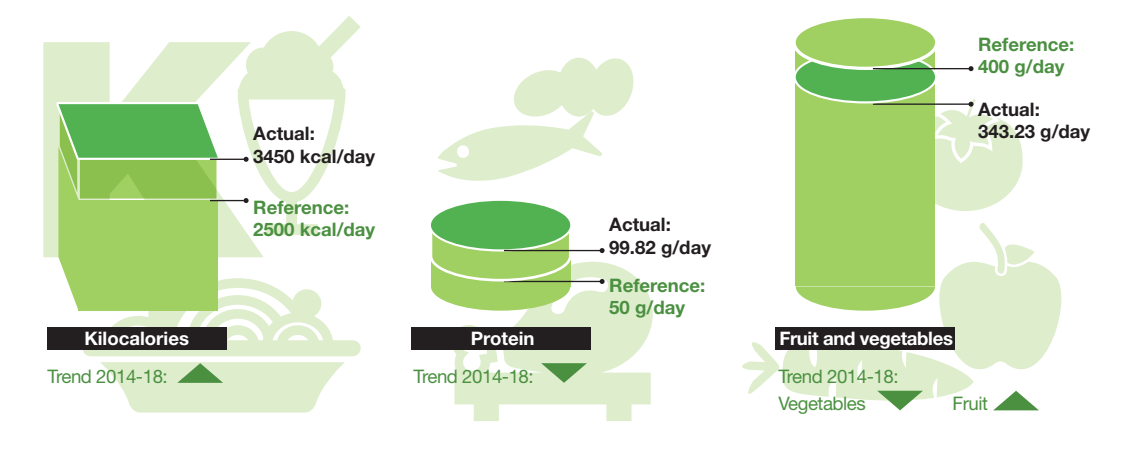 Actual:
3450 kcal/day
Reference:
2500 kcal/day
Kilocalories
Trend 2014-18:
Actual:
99.82 g/day
Reference:
50 g/day
Protein
Trend 2014-18:
Reference:
400 g/day
Actual:
343.23 g/day
Fruit and vegetables
Trend 2014-18:
Vegetables
Fruit